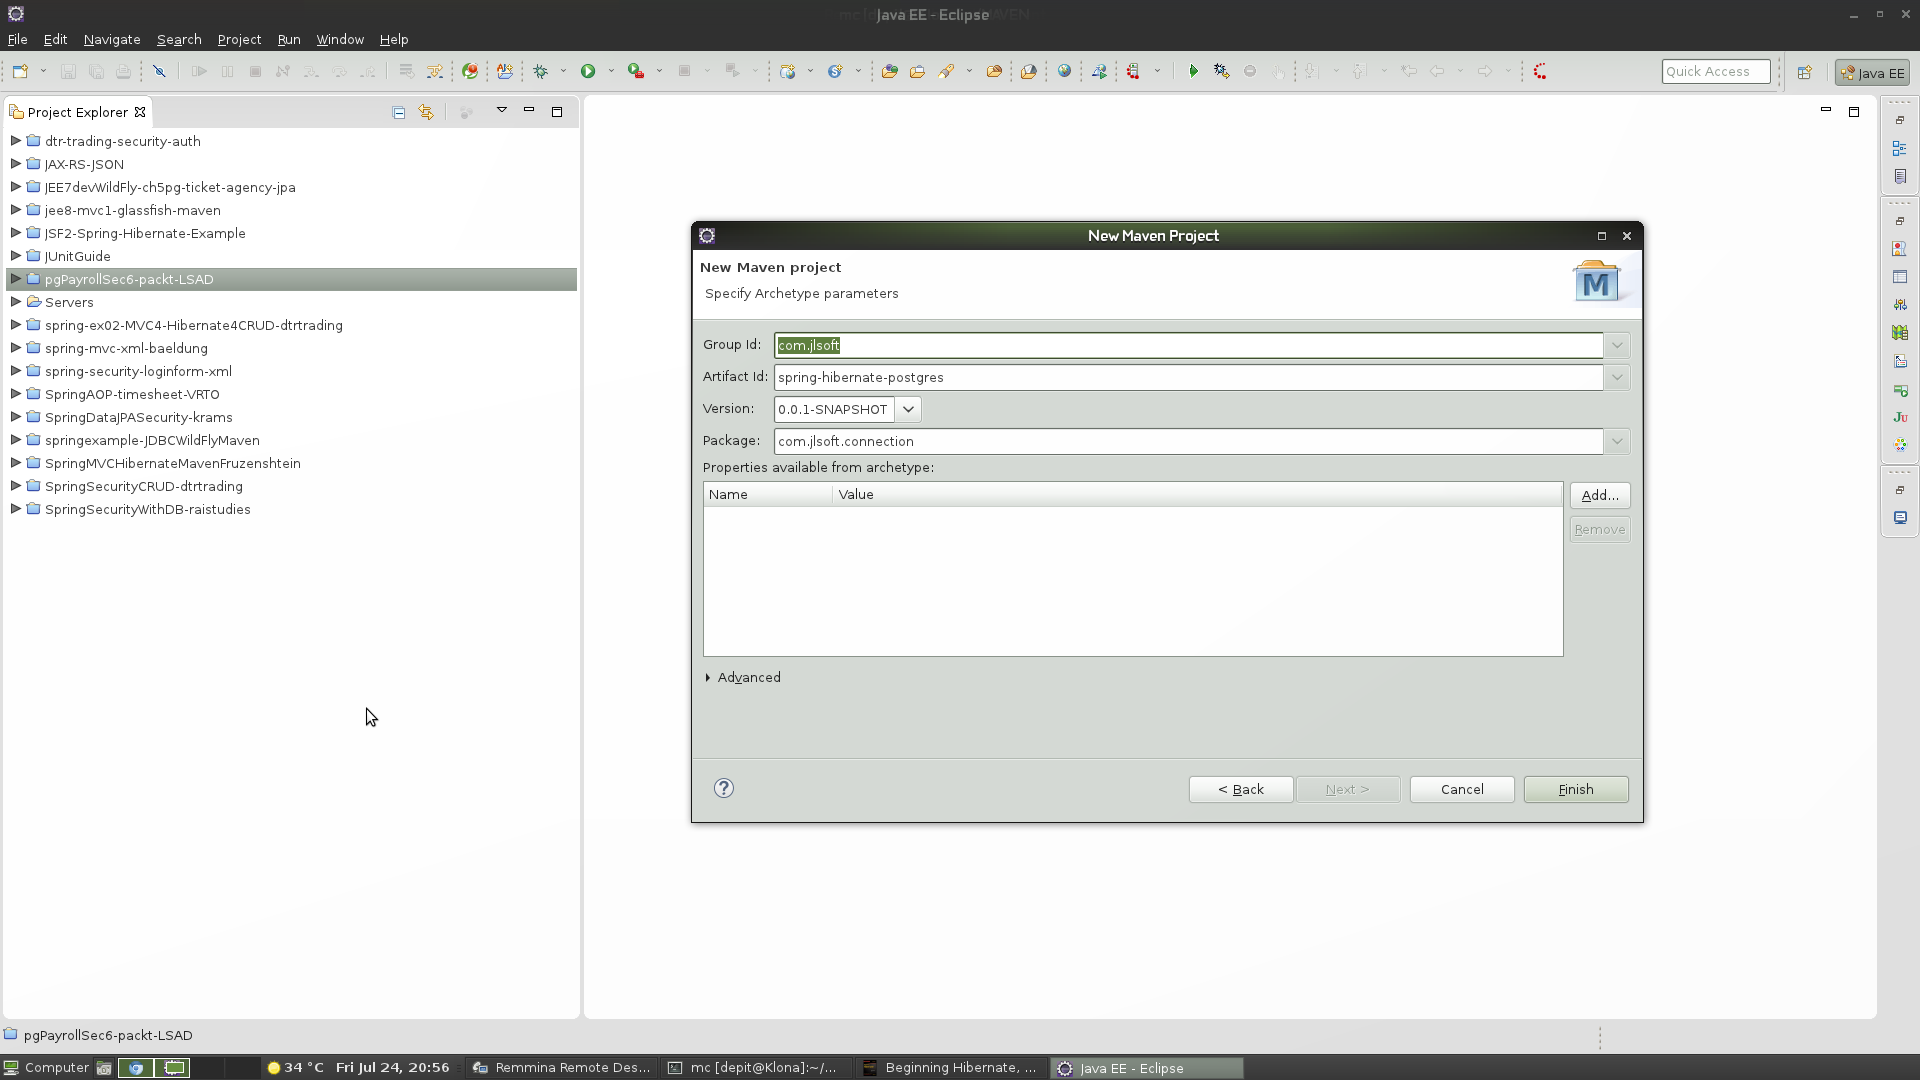 Java EE - Eclipse
File Edit Navigate Search Project Run Window Help
Quick Access
Java EE
Project Explorer
dtr-trading-security-auth
JAX-RS-JSON
JEE7devWildFly-ch5pg-ticket-agency-jpa
jee8-mvc1-glassfish-maven
JSF2-Spring-Hibernate-Example
JUnitGuide
pgPayrollSec6-packt-LSAD
Servers
spring-ex02-MVC4-Hibernate4CRUD-dtrtrading
spring-mvc-xml-baeldung
spring-security-loginform-xml
SpringAOP-timesheet-VRTO
SpringDataJPASecurity-krams
springexample-JDBCWildFlyMaven
SpringMVCHibernateMavenFruzenshtein
SpringSecurityCRUD-dtrtrading
SpringSecurityWithDB-raistudies
New Maven Project
New Maven project
Specify Archetype parameters
M
Group Id: com.jlsoft
Artifact Id: spring-hibernate-postgres
Version: 0.0.1-SNAPSHOT
Package: com.jlsoft.connection
Properties available from archetype:
Name Value
Add...
Remove
Advanced
? < Back Next > Cancel Finish
Ju
pgPayrollSec6-packt-LSAD
Computer 34 °C Fri Jul 24, 20:56 Remmina Remote Des... mc [depit@Klona]:~/... Beginning Hibernate, ... Java EE - Eclipse